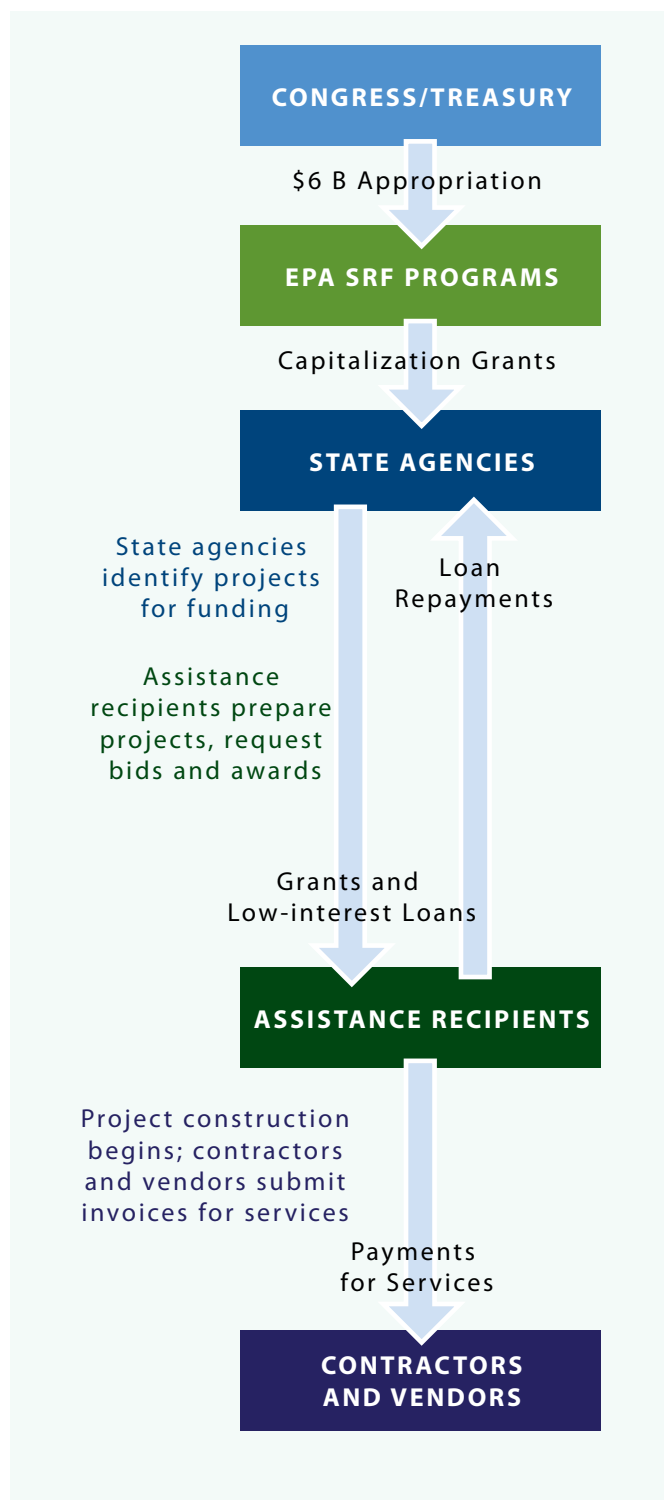 CONGRESS/TREASURY
$6 B Appropriation
EPA SRF PROGRAMS
Capitalization Grants
STATE AGENCIES
State agencies
identify projects
for funding
Loan
Repayments
Assistance
recipients prepare
projects, request
bids and awards
Grants and
Low-interest Loans
ASSISTANCE RECIPIENTS
Project construction
begins; contractors
and vendors submit
invoices for services
Payments
for Services
CONTRACTORS
AND VENDORS